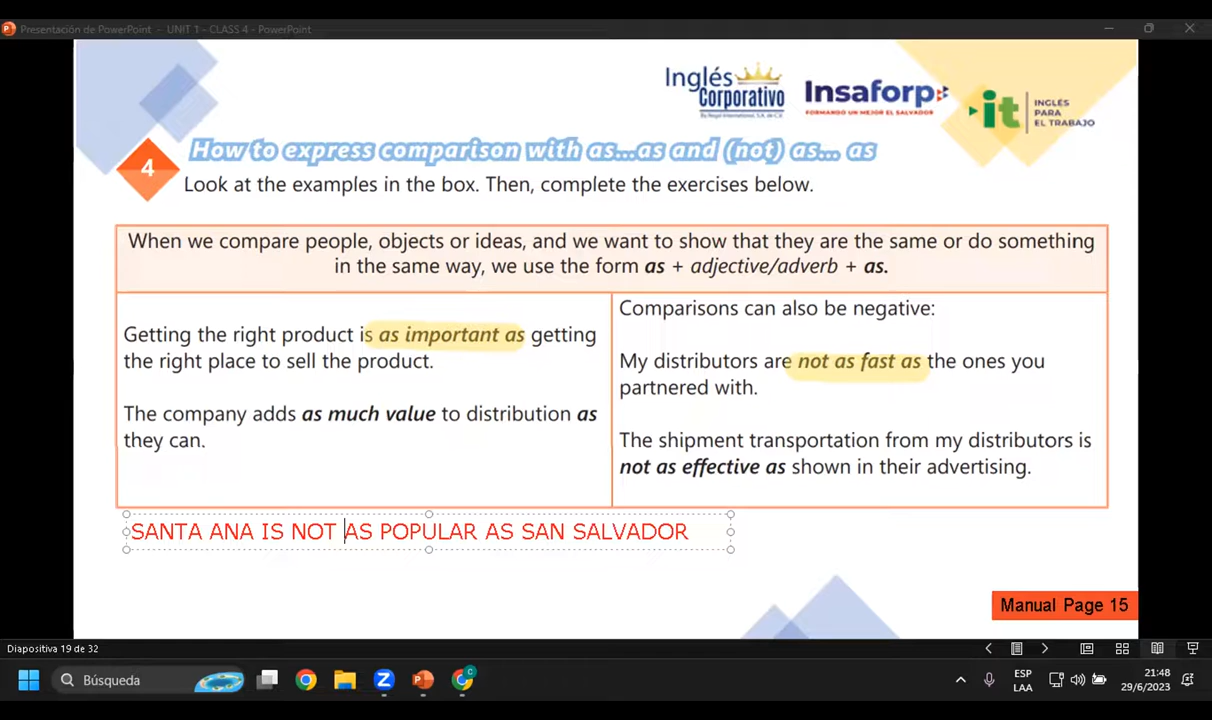 Presentación de PowerPoint - UNIT 1 - CLASS 4 - PowerPoint
Inglés
Corporativo
Insaforp
FORMANDO UN MEJOR EL SALVADOR
it
INGLÉS
PARA
EL TRABAJO
4
How to express comparison with as...as and (not) as... as
Look at the examples in the box. Then, complete the exercises below.
When we compare people, objects or ideas, and we want to show that they are the same or do something
in the same way, we use the form as + adjective/adverb + as.
Getting the right product is as important as getting
the right place to sell the product.
The company adds as much value to distribution as
they can.
Comparisons can also be negative:
My distributors are not as fast as the ones you
partnered with.
The shipment transportation from my distributors is
not as effective as shown in their advertising.
SANTA ANA IS NOT AS POPULAR AS SAN SALVADOR
Manual Page 15
Diapositiva 19 de 32
Búsqueda
ESP
LAA
21:48
29/6/2023